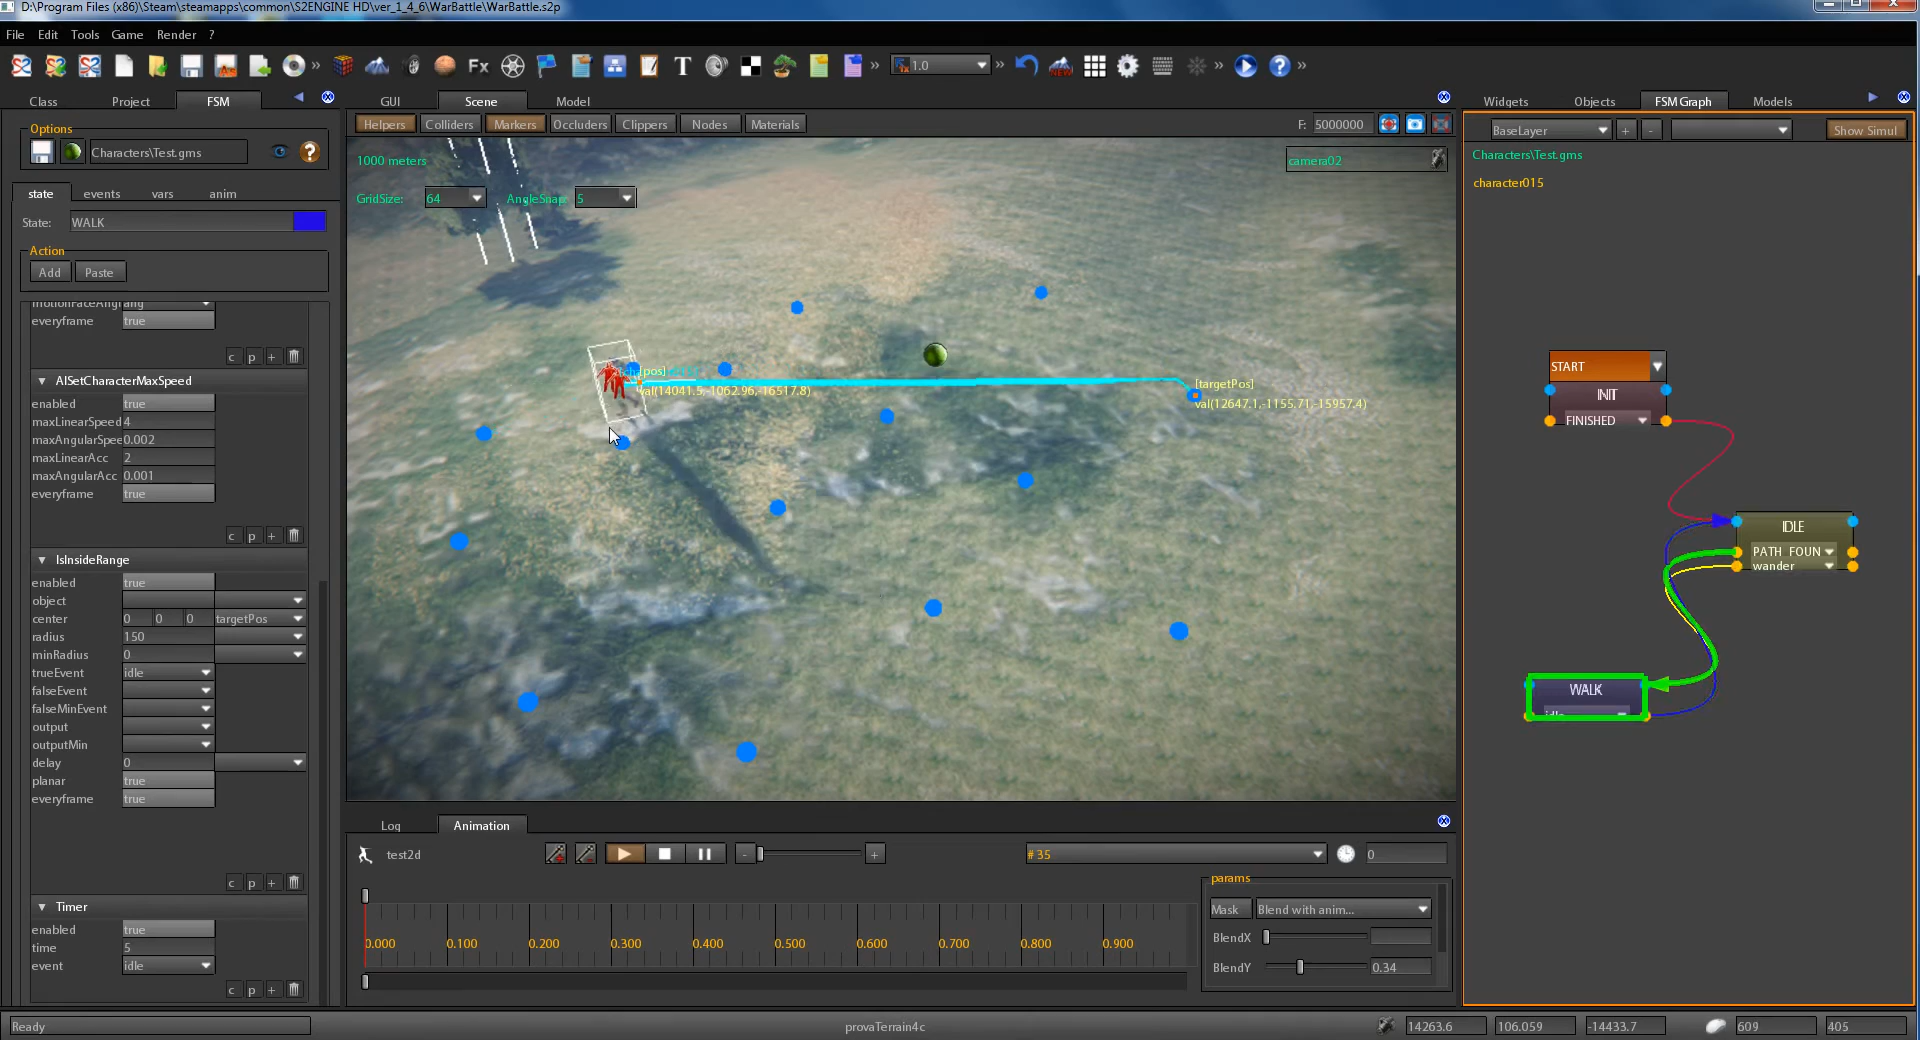 D:\Program Files (x86)\Steam\steamapps\common\S2ENGINE HD\ver_1_4_6\WarBattle\WarBattle.s2p
File Edit Tools Game Render ?
Fx T 1.0 NEW
Class Project FSM
GUI Scene Model
Widgets Objects FSM Graph Models
Options
Characters\Test.gms
state events vars anim
State: WALK
Action
Add Paste
everyframe true
c p +
AISetCharacterMaxSpeed
enabled true
maxLinearSpeed 4
maxAngularSpee 0.002
maxLinearAcc 2
maxAngularAcc 0.001
everyframe true
c p +
IsInsideRange
enabled true
object
center 0 0 0 targetPos
radius 150
minRadius 0
trueEvent idle
falseEvent
falseMinEvent
output
outputMin
delay 0
planar true
everyframe true
c p +
Timer
enabled true
time 5
event idle
c p +
Helpers Colliders Markers Occluders Clippers Nodes Materials
F: 5000000
1000 meters
camera02
GridSize: 64 AngleSnap: 5
[pos]
val(14041.5,-1062.96,-16517.8)
[targetPos]
val(12647.1,-1155.71,-15957.4)
Log Animation
test2d - + # 35 0
0.000 0.100 0.200 0.300 0.400 0.500 0.600 0.700 0.800 0.900
params
Mask Blend with anim...
BlendX
BlendY 0.34
BaseLayer + - Show Simul
Characters\Test.gms
character015
START
INIT
FINISHED
IDLE
PATH_FOUN
wander
WALK
idle
Ready provaTerrain4c 14263.6 106.059 -14433.7 609 405